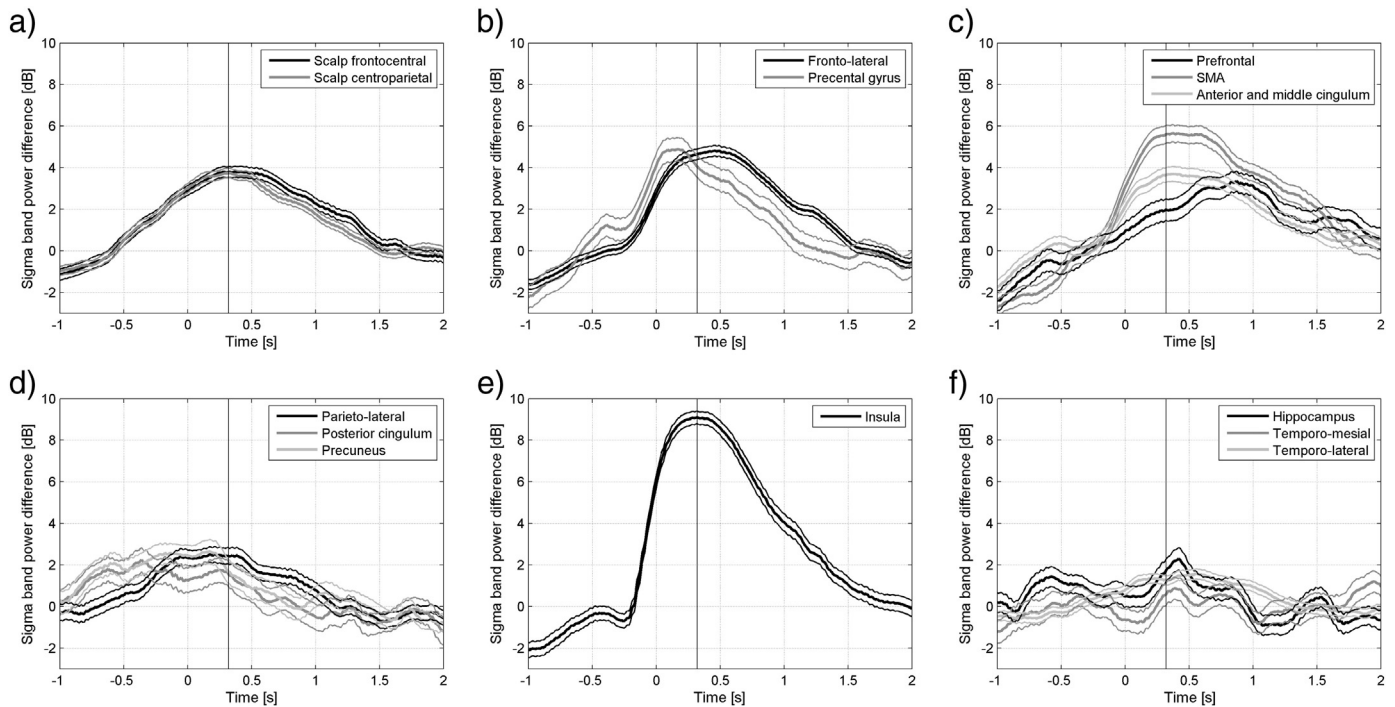 a)
Sigma band power difference [dB]
10
8
6
4
2
0
-2
Scalp frontocentral
Scalp centroparietal
-1 -0.5 0 0.5 1 1.5 2
Time [s]
b)
Sigma band power difference [dB]
10
8
6
4
2
0
-2
Fronto-lateral
Precental gyrus
-1 -0.5 0 0.5 1 1.5 2
Time [s]
c)
Sigma band power difference [dB]
10
8
6
4
2
0
-2
Prefrontal
SMA
Anterior and middle cingulum
-1 -0.5 0 0.5 1 1.5 2
Time [s]
d)
Sigma band power difference [dB]
10
8
6
4
2
0
-2
Parieto-lateral
Posterior cingulum
Precuneus
-1 -0.5 0 0.5 1 1.5 2
Time [s]
e)
Sigma band power difference [dB]
10
8
6
4
2
0
-2
Insula
-1 -0.5 0 0.5 1 1.5 2
Time [s]
f)
Sigma band power difference [dB]
10
8
6
4
2
0
-2
Hippocampus
Temporo-mesial
Temporo-lateral
-1 -0.5 0 0.5 1 1.5 2
Time [s]